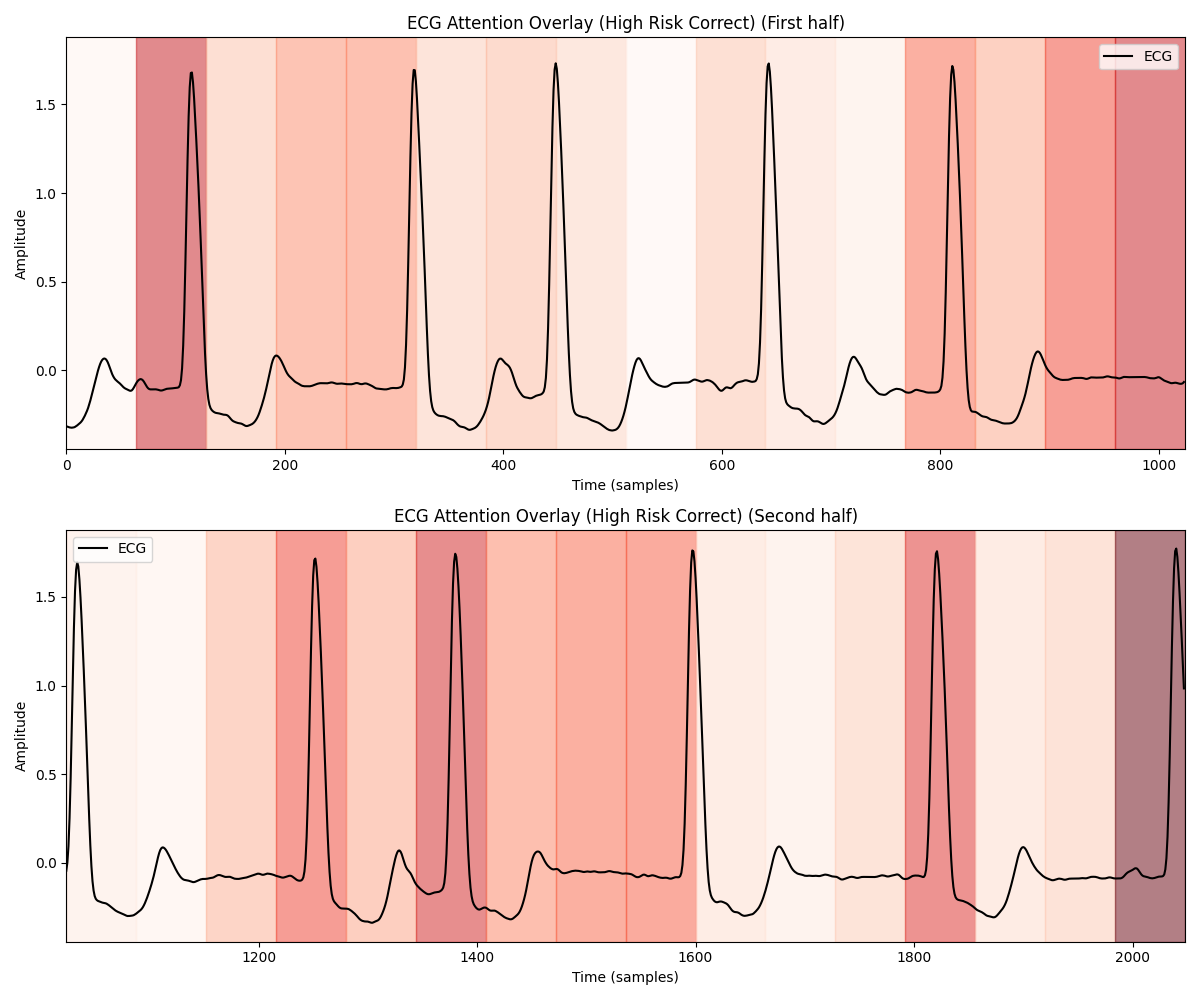 ECG Attention Overlay (High Risk Correct) (First half)
ECG
1.5
1.0
0.5
0.0
Amplitude
0 200 400 600 800 1000
Time (samples)
ECG Attention Overlay (High Risk Correct) (Second half)
ECG
1.5
1.0
0.5
0.0
Amplitude
1200 1400 1600 1800 2000
Time (samples)